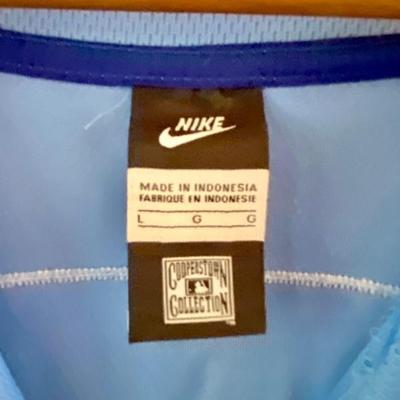 NIKE
MADE IN INDONESIA
FABRIQUE EN INDONESIE
L G G
COOPERSTOWN
COLLECTION